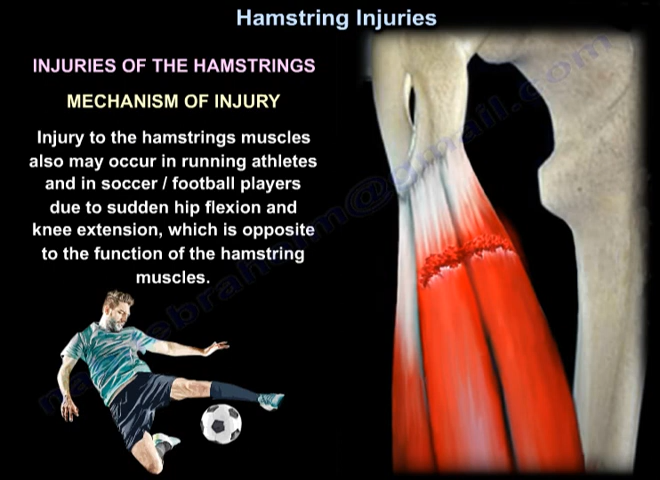 Hamstring Injuries
INJURIES OF THE HAMSTRINGS
MECHANISM OF INJURY
Injury to the hamstrings muscles
also may occur in running athletes
and in soccer / football players
due to sudden hip flexion and
knee extension, which is opposite
to the function of the hamstring
muscles.